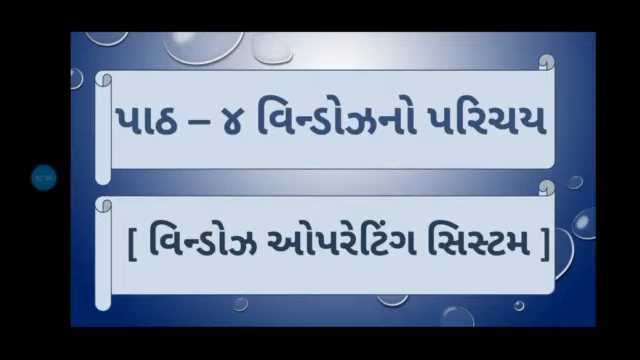 પાઠ – ૪ વિન્ડોઝનો પરિચય
[ વિન્ડોઝ ઓપરેટિંગ સિસ્ટમ ]